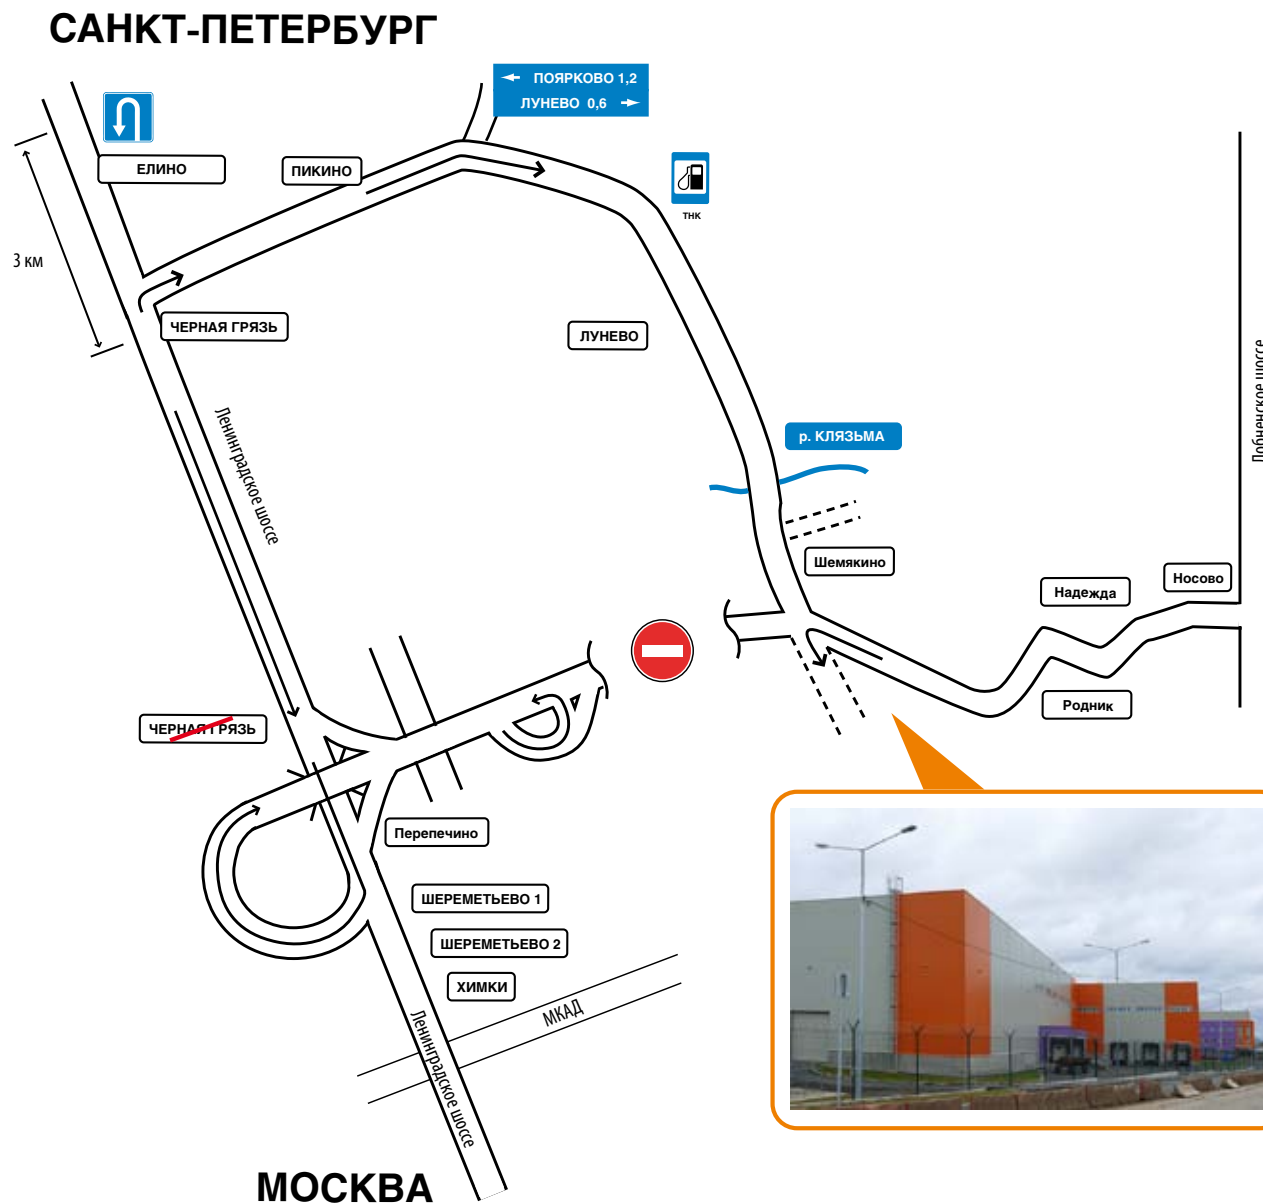 САНКТ-ПЕТЕРБУРГ
ПОЯРКОВО 1,2
ЛУНЕВО 0,6
ЕЛИНО
ПИКИНО
ТНК
3 км
ЧЕРНАЯ ГРЯЗЬ
ЛУНЕВО
Лобненское шоссе
Ленинградское шоссе
р. КЛЯЗЬМА
Шемякино
Носово
Надежда
Родник
ЧЕРНАЯ ГРЯЗЬ
Перепечино
ШЕРЕМЕТЬЕВО 1
ШЕРЕМЕТЬЕВО 2
ХИМКИ
МКАД
Ленинградское шоссе
МОСКВА